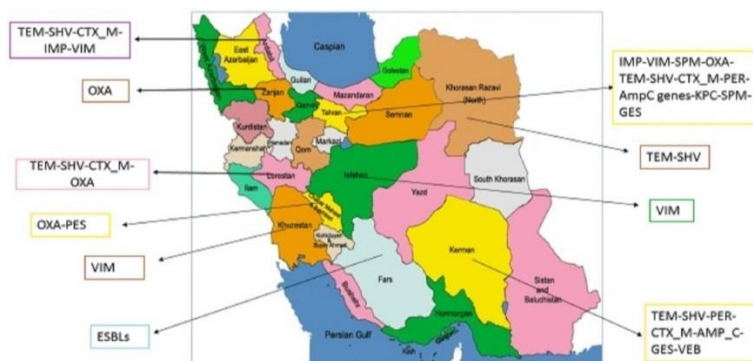 TEM-SHV-CTX_M-
IMP-VIM
OXA
TEM-SHV-CTX_M-
OXA
OXA-PES
VIM
ESBLs
IMP-VIM-SPM-OXA-
TEM-SHV-CTX_M-PER-
AmpC genes-KPC-SPM-
GES
TEM-SHV
VIM
TEM-SHV-PER-
CTX_M-AMP_C-
GES-VEB
Caspian
East
Azarbaijan
Guilan
Golestan
Zanjan
Mazandaran
Khorasan Razavi
(North)
Tehran
Semnan
Kurdistan
Kermanshah
Qom
Markazi
Lorestan
Ilam
Isfahan
Yazd
South Khorasan
Khuzestan
Kerman
Fars
Bushehr
Sistan
and
Baluchistan
Hormozgan
Persian Gulf
Kish